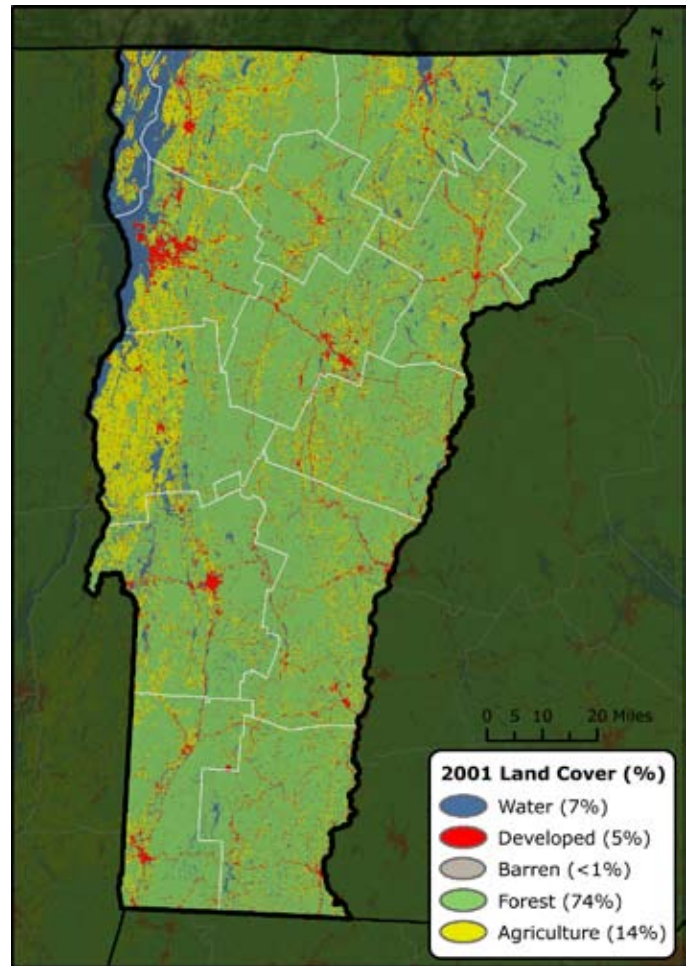 N
0 5 10 20 Miles
2001 Land Cover (%)
Water (7%)
Developed (5%)
Barren (<1%)
Forest (74%)
Agriculture (14%)